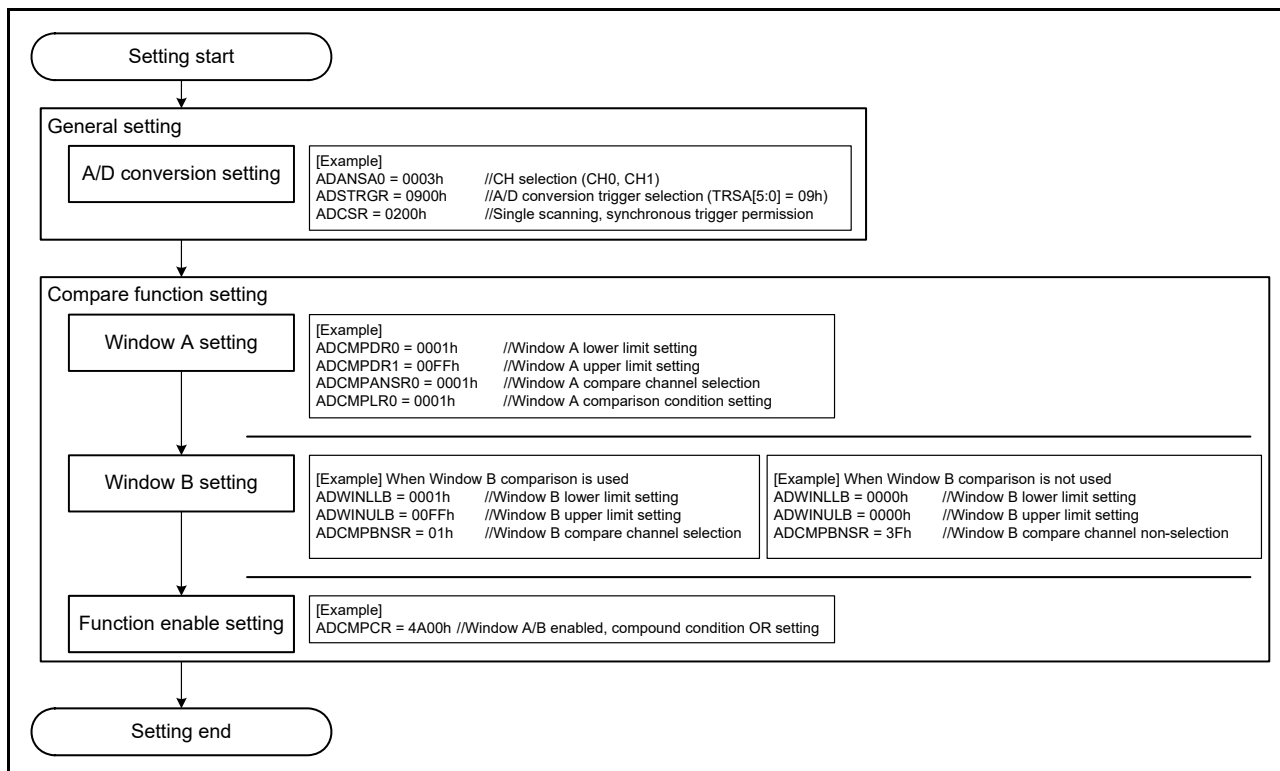 Setting start
General setting
A/D conversion setting
[Example]
ADANSA0 = 0003h //CH selection (CH0, CH1)
ADSTRGR = 0900h //A/D conversion trigger selection (TRSA[5:0] = 09h)
ADCSR = 0200h //Single scanning, synchronous trigger permission
Compare function setting
Window A setting
[Example]
ADCMPDR0 = 0001h //Window A lower limit setting
ADCMPDR1 = 00FFh //Window A upper limit setting
ADCMPANSR0 = 0001h //Window A compare channel selection
ADCMPLR0 = 0001h //Window A comparison condition setting
Window B setting
[Example] When Window B comparison is used
ADWINLLB = 0001h //Window B lower limit setting
ADWINULB = 00FFh //Window B upper limit setting
ADCMPBNSR = 01h //Window B compare channel selection
[Example] When Window B comparison is not used
ADWINLLB = 0000h //Window B lower limit setting
ADWINULB = 0000h //Window B upper limit setting
ADCMPBNSR = 3Fh //Window B compare channel non-selection
Function enable setting
[Example]
ADCMPCR = 4A00h //Window A/B enabled, compound condition OR setting
Setting end